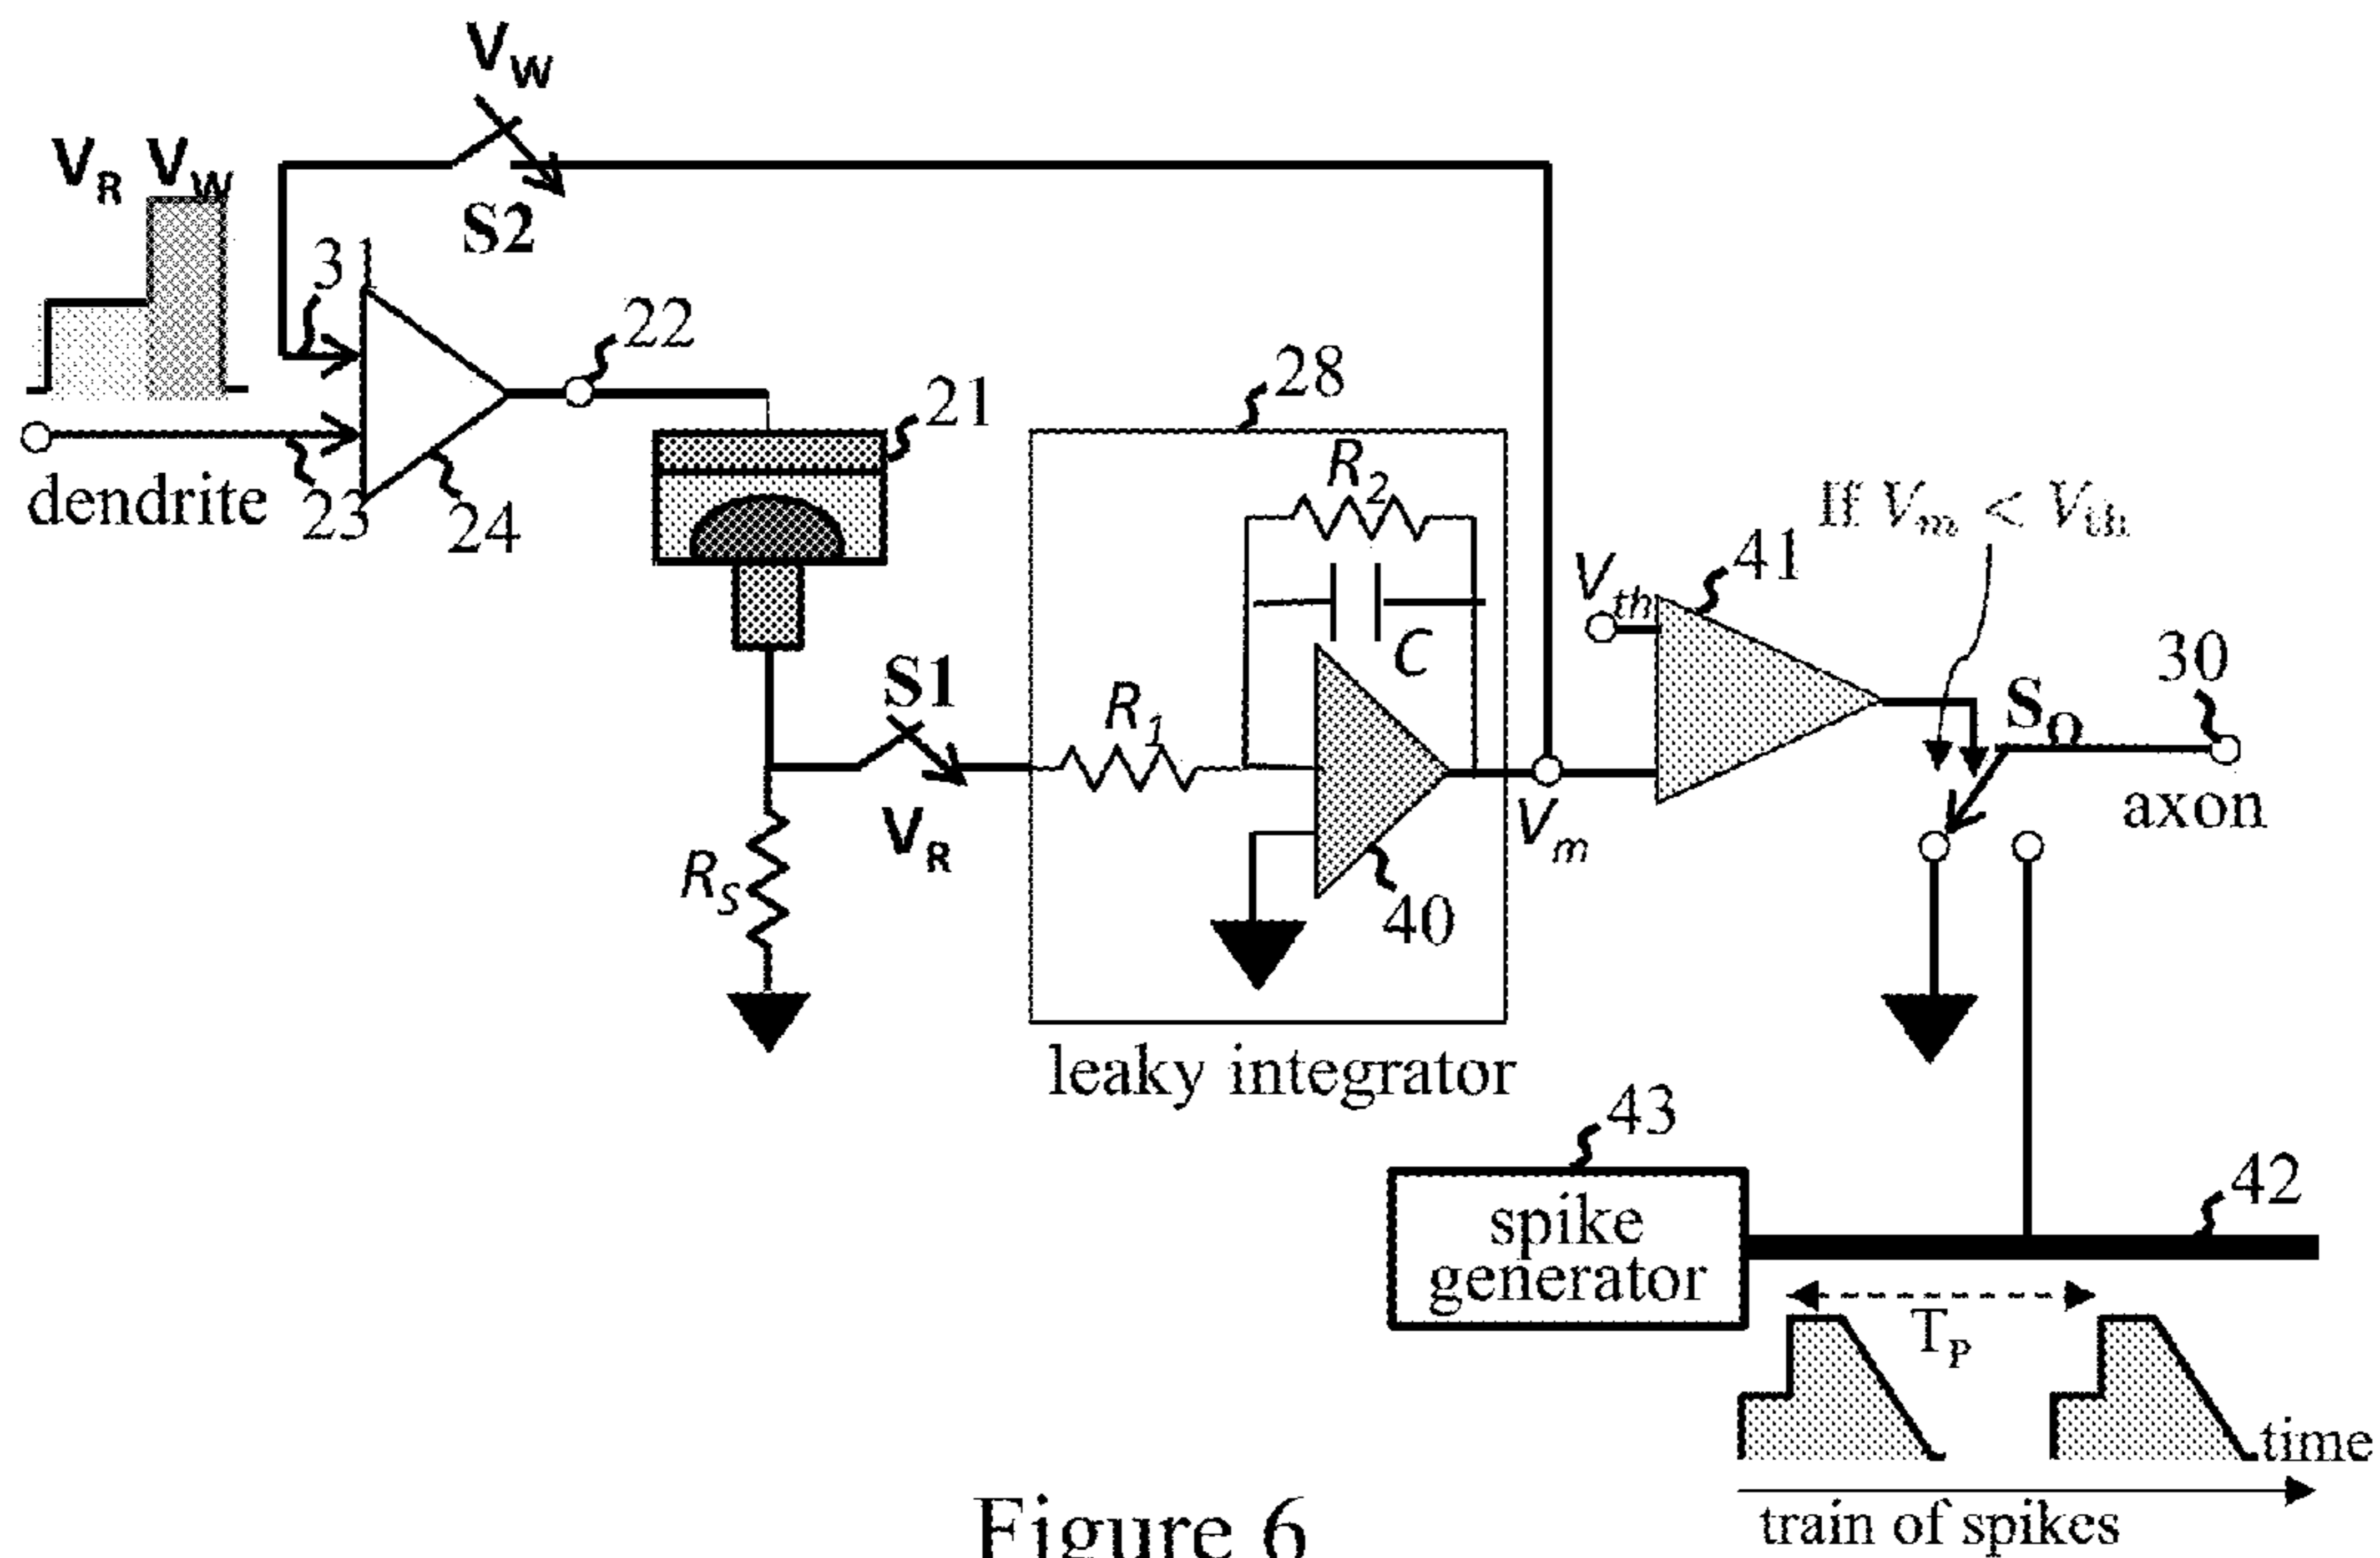 V_W
V_R V_W
S2
31
22
28
21
R_2
dendrite
23
24
If V_m < V_th
V_th
41
C
S1
R_1
30
S_O
V_R
R_S
V_m
axon
40
leaky integrator
43
42
spike
generator
T_P
time
train of spikes
Figure 6